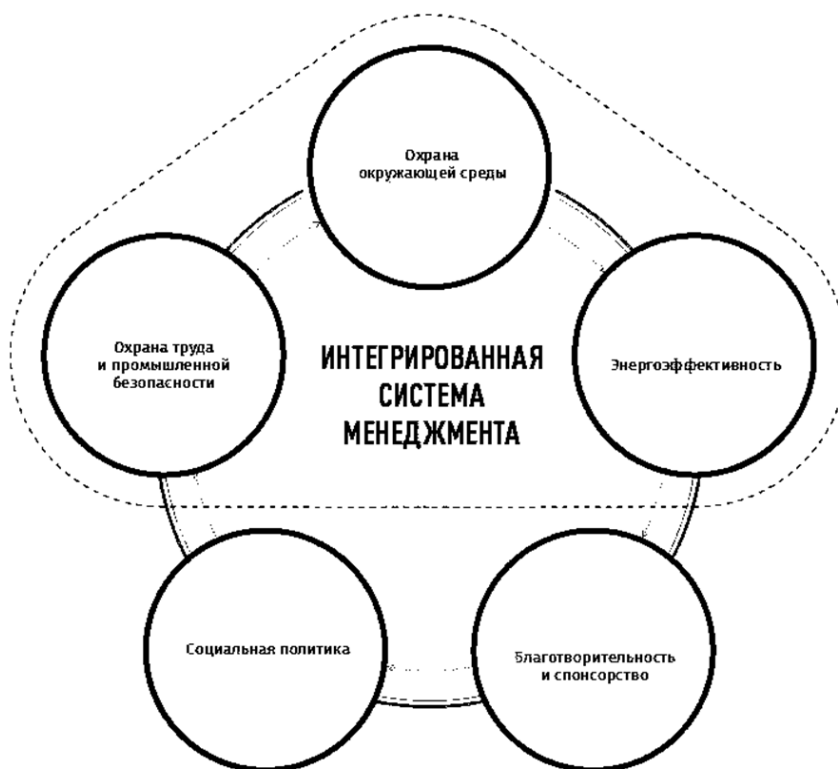 Охрана
окружающей среды
Охрана труда
и промышленной
безопасности
ИНТЕГРИРОВАННАЯ
СИСТЕМА
МЕНЕДЖМЕНТА
Энергоэффективность
Социальная политика
Благотворительность
и спонсорство